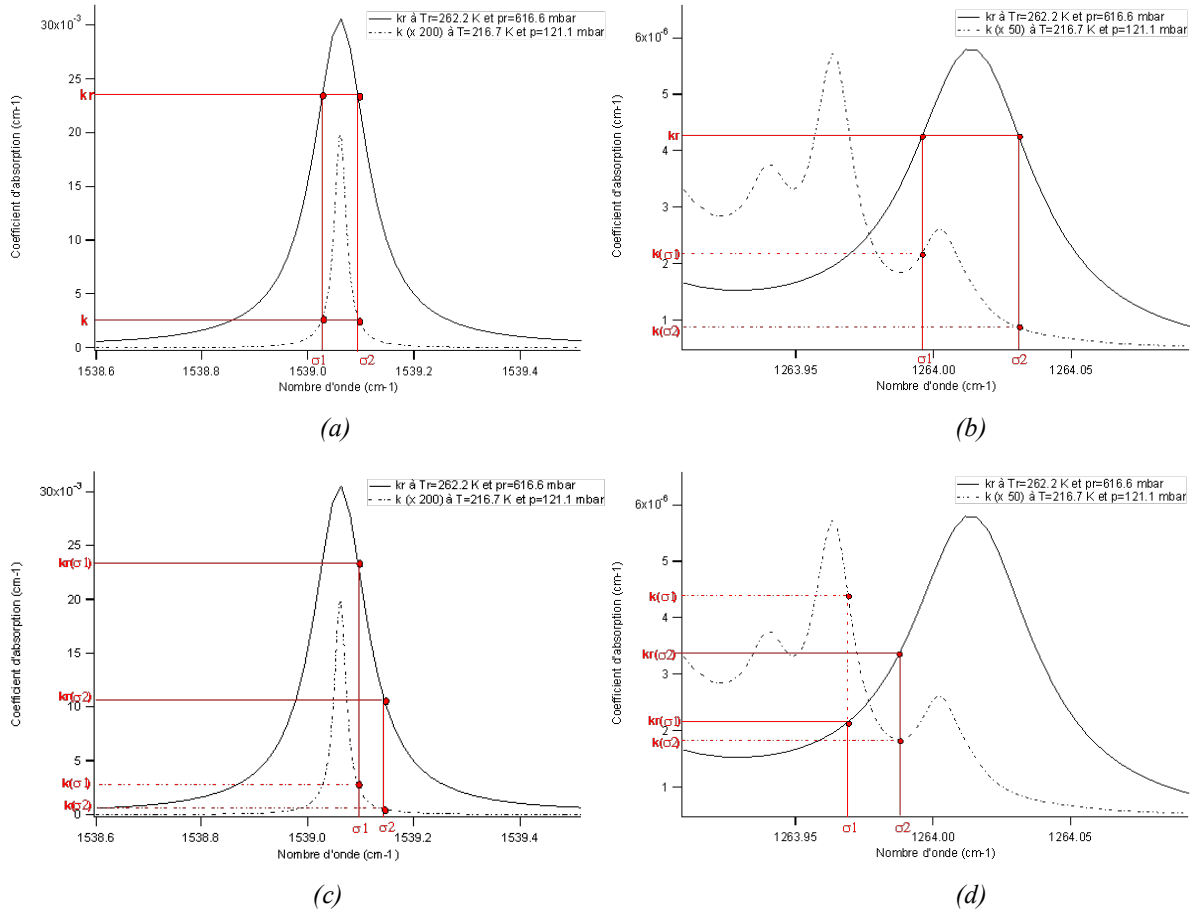 kr à Tr=262.2 K et pr=616.6 mbar
k (x 200) à T=216.7 K et p=121.1 mbar
30x10⁻³
25
20
15
10
5
0
Coefficient d'absorption (cm-1)
kr
k
σ1
σ2
1538.6
1538.8
1539.0
1539.2
1539.4
Nombre d'onde (cm-1)
(a)
kr à Tr=262.2 K et pr=616.6 mbar
k (x 50) à T=216.7 K et p=121.1 mbar
6x10⁻⁶
5
4
3
2
1
Coefficient d'absorption (cm-1)
kr
k(σ1)
k(σ2)
σ1
σ2
1263.95
1264.00
1264.05
Nombre d'onde (cm-1)
(b)
kr à Tr=262.2 K et pr=616.6 mbar
k (x 200) à T=216.7 K et p=121.1 mbar
30x10⁻³
25
20
15
10
5
0
Coefficient d'absorption (cm-1)
kr(σ1)
kr(σ2)
k(σ1)
k(σ2)
σ1
σ2
1538.6
1538.8
1539.0
1539.2
1539.4
Nombre d'onde (cm-1)
(c)
kr à Tr=262.2 K et pr=616.6 mbar
k (x 50) à T=216.7 K et p=121.1 mbar
6x10⁻⁶
5
4
3
2
1
Coefficient d'absorption (cm-1)
k(σ1)
kr(σ2)
kr(σ1)
k(σ2)
σ1
σ2
1263.95
1264.00
1264.05
Nombre d'onde (cm-1)
(d)